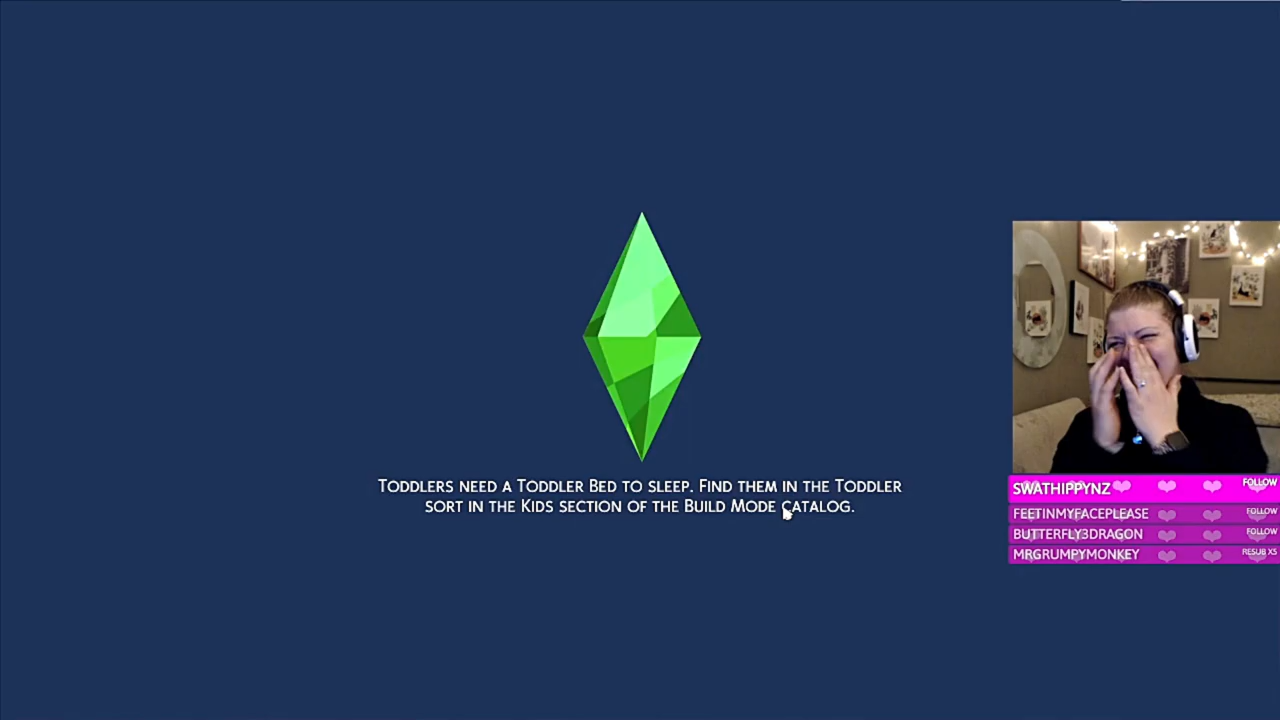 TODDLERS NEED A TODDLER BED TO SLEEP. FIND THEM IN THE TODDLER
SORT IN THE KIDS SECTION OF THE BUILD MODE CATALOG.
SWATHIPPYNZ FOLLOW
FEETINMYFACEPLEASE FOLLOW
BUTTERFLY3DRAGON FOLLOW
MRGRUMPYMONKEY RESUB X5